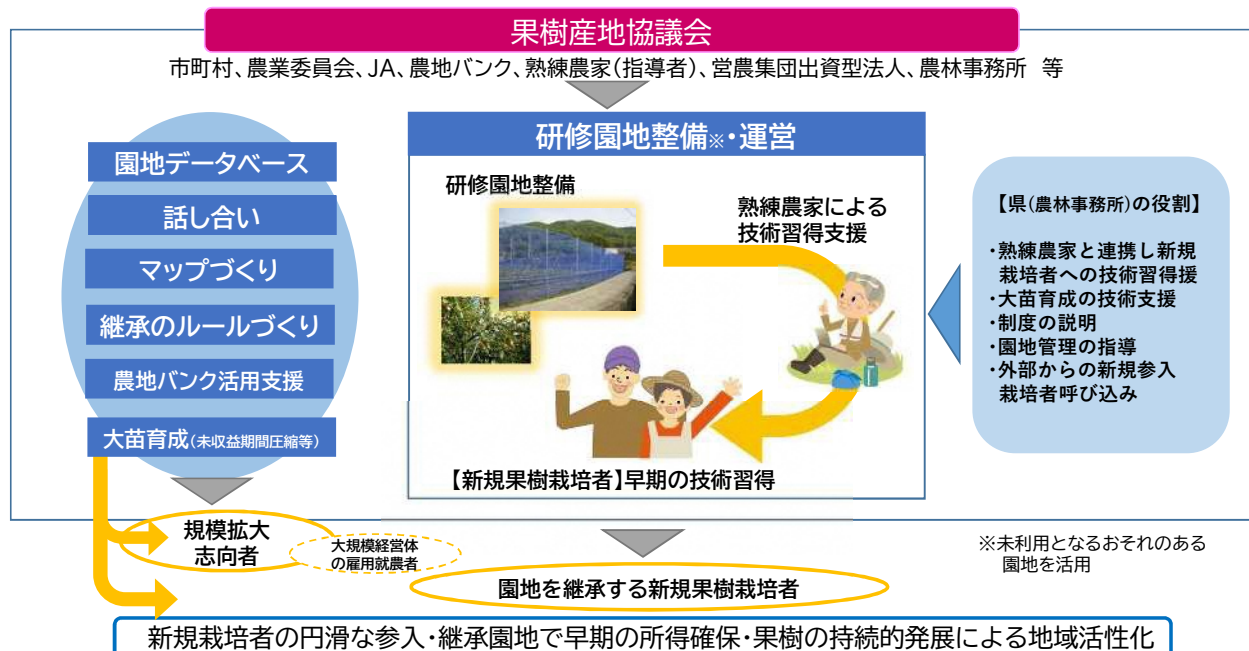 果樹産地協議会
市町村、農業委員会、JA、農地バンク、熟練農家(指導者)、営農集団出資型法人、農林事務所 等
園地データベース
話し合い
マップづくり
継承のルールづくり
農地バンク活用支援
大苗育成(未収益期間圧縮等)
研修園地整備※・運営
研修園地整備
熟練農家による
技術習得支援
【新規果樹栽培者】早期の技術習得
【県(農林事務所)の役割】
・熟練農家と連携し新規
栽培者への技術習得援
・大苗育成の技術支援
・制度の説明
・園地管理の指導
・外部からの新規参入
栽培者呼び込み
規模拡大
志向者
大規模経営体
の雇用就農者
園地を継承する新規果樹栽培者
※未利用となるおそれのある
園地を活用
新規栽培者の円滑な参入・継承園地で早期の所得確保・果樹の持続的発展による地域活性化